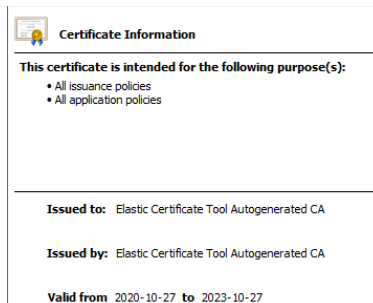 Certificate Information
This certificate is intended for the following purpose(s):
• All issuance policies
• All application policies
Issued to: Elastic Certificate Tool Autogenerated CA
Issued by: Elastic Certificate Tool Autogenerated CA
Valid from 2020-10-27 to 2023-10-27